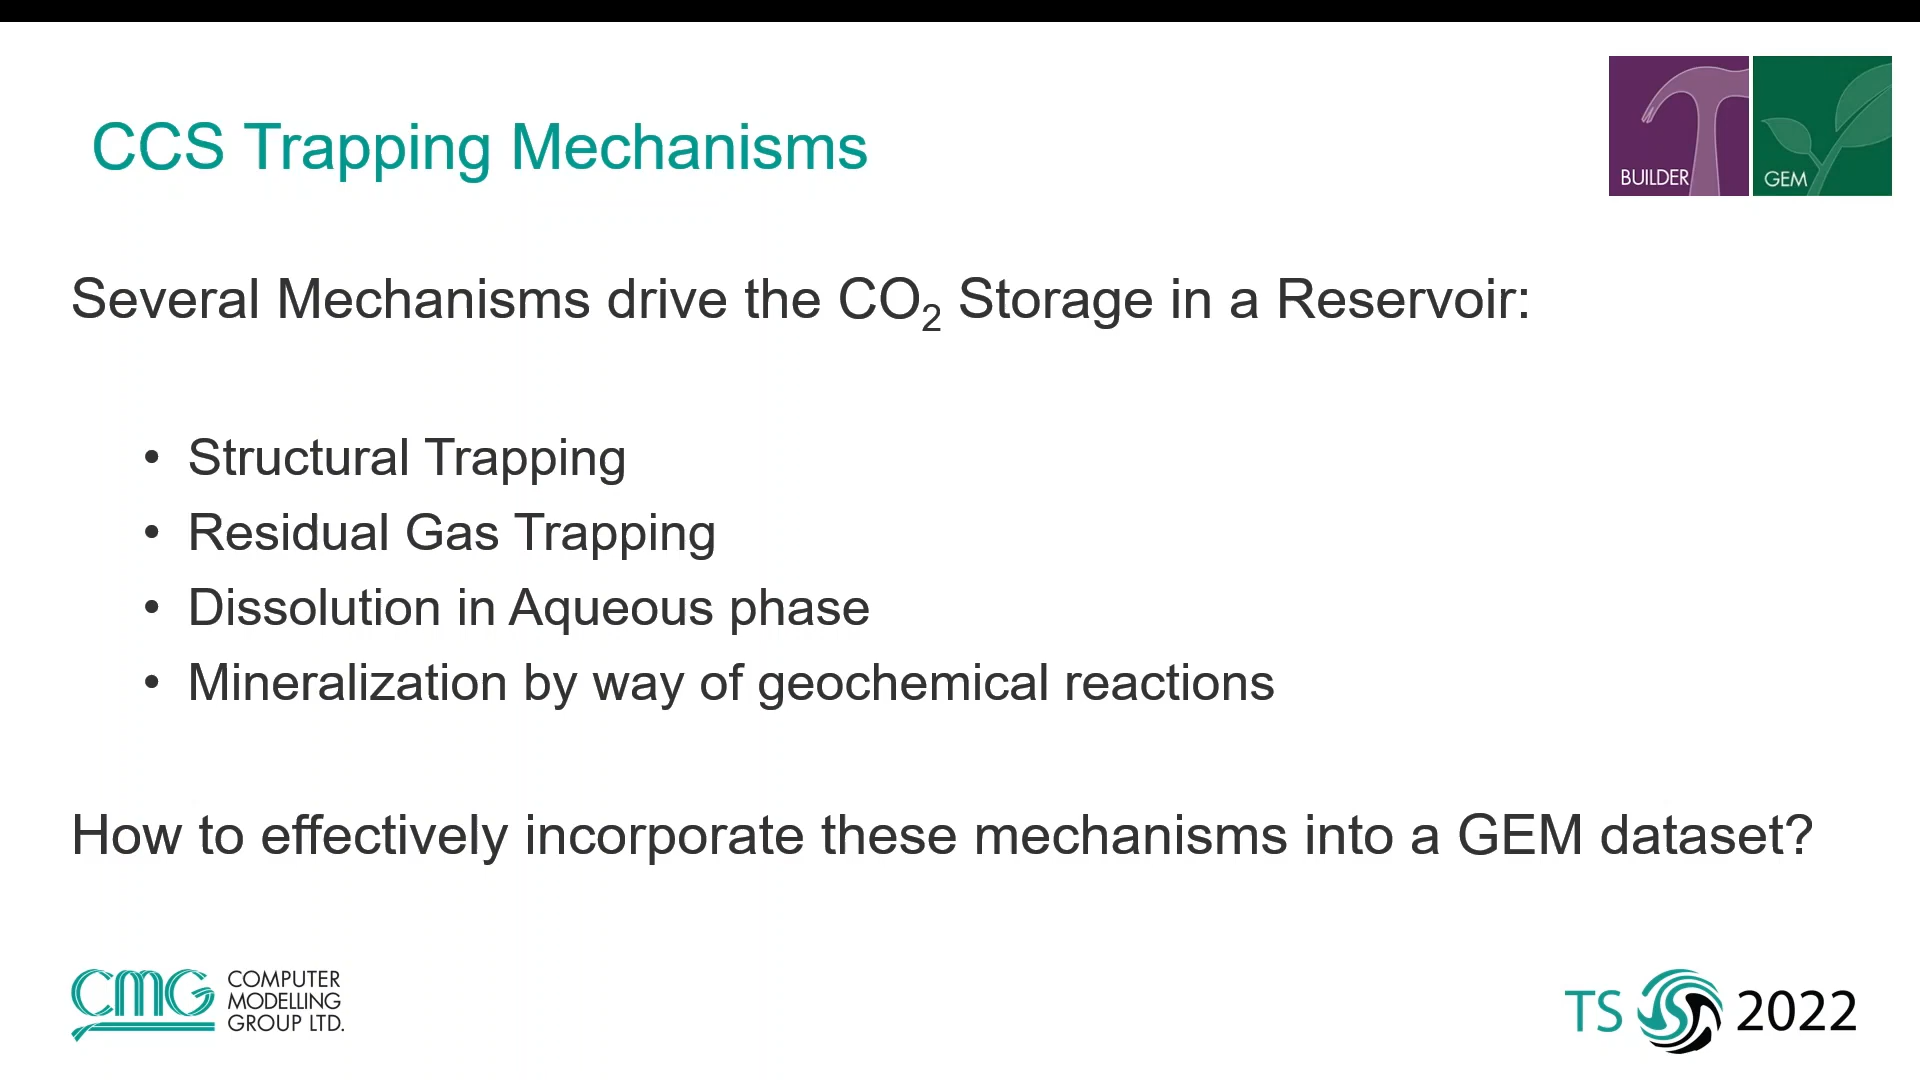 CCS Trapping Mechanisms
BUILDER
GEM
Several Mechanisms drive the CO₂ Storage in a Reservoir:
• Structural Trapping
• Residual Gas Trapping
• Dissolution in Aqueous phase
• Mineralization by way of geochemical reactions
How to effectively incorporate these mechanisms into a GEM dataset?
CMG
COMPUTER
MODELLING
GROUP LTD.
TS 2022